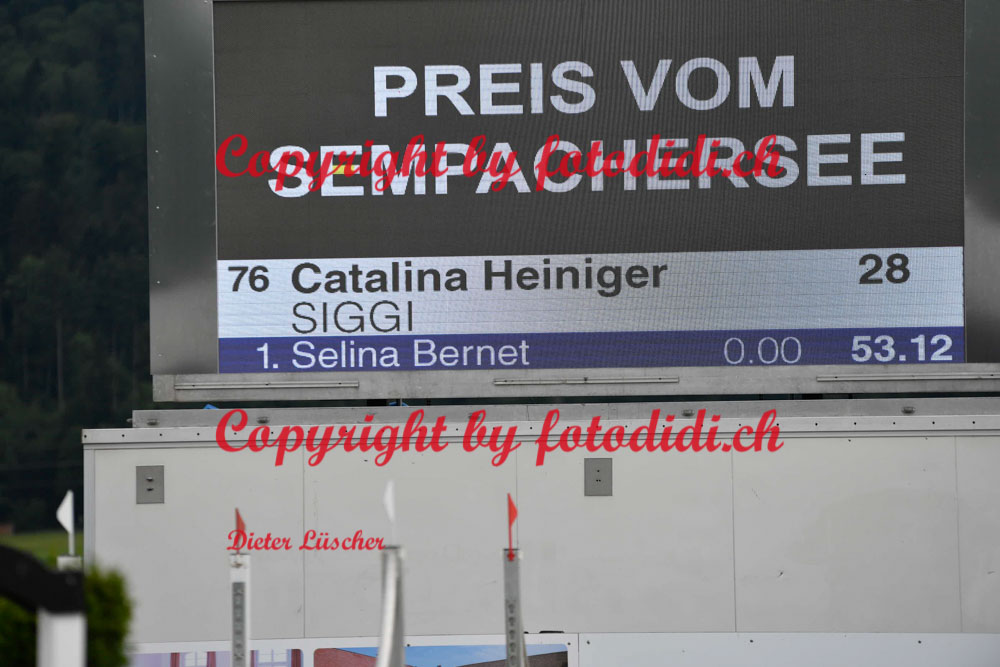 PREIS VOM
SEMPACHERSEE
Copyright by fotodidi.ch
76 Catalina Heiniger 28
SIGGI
1. Selina Bernet 0.00 53.12
Copyright by fotodidi.ch
Dieter Lüscher